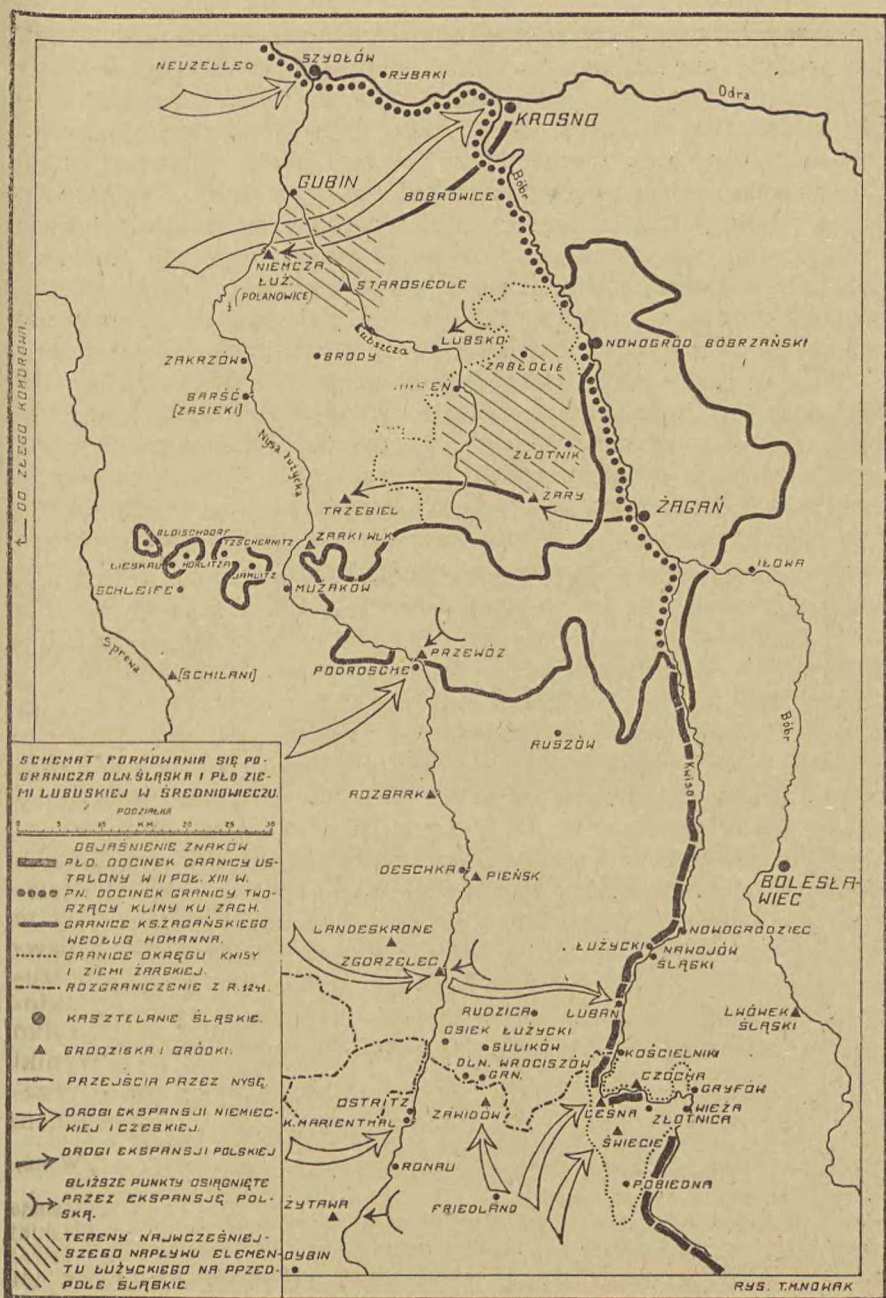 NEUZELLE
SZYDŁÓW
RYBAKI
Odra
KROSNO
GUBIN
Bóbr
BOBROWICE
NIEMCZA
ŁUŻ.
(POLANOWICE)
STAROSIEDLE
Lubszcza
LUBSKO
NOWOGRÓD BÓBRZAŃSKI
ZAKRZÓW
BRODY
ZABŁOCIE
BARŚĆ
[ZASIEKI]
Nysa Łużycka
ZŁOTNIK
← OD ZŁEGO KOMOROWA.
TRZEBIEL
ŻARY
ŻAGAŃ
BLOISCHDORF
TZSCHERNITZ
ŻARKI WLK
LIESKAU
HORLITZA
JAMLITZ
IŁOWA
SCHLEIFE
MUŻAKÓW
Sprewa
PRZEWÓZ
[SCHILANI]
PODROSCHE
Bóbr
RUSZÓW
Kwisa
ROZBARK
DESCHKA
PIEŃSK
BOLESŁA-
WIEC
LANDESKRONE
NOWOGRODZIEC
ŁUŻYCKI
NAWOJÓW
ŚLĄSKI
ZGORZELEC
RUDZICA
LUBAŃ
LWÓWEK
ŚLĄSKI
OSIEK ŁUŻYCKI
SULIKÓW
KOŚCIELNIKI
DLN. WROCISZÓW
GRN.
CZOCHA
GRYFÓW
OSTRITZ
ZAWIDÓW
LEŚNA
WIEŻA
K. MARIENTHAL
ZŁOTNICA
ŚWIECIE
RONAU
POBIEDNA
FRIEDLAND
ŻYTAWA
OYBIN
SCHEMAT FORMOWANIA SIĘ PO-
GRANICZA DLN. ŚLĄSKA I PŁD ZIE-
MI LUBUSKIEJ W ŚREDNIOWIECZU.
PODZIAŁKA
0 5 10 K.M. 20 25 30
OBJAŚNIENIE ZNAKÓW
PŁD. ODCINEK GRANICY US-
TALONY W II POŁ. XIII W.
PN. ODCINEK GRANICY TWO-
RZĄCY KLINY KU ZACH.
GRANICE KS. ŻAGAŃSKIEGO
WEDŁUG HOMANNA.
GRANICE OKRĘGU KWISY
I ZIEMI ŻARSKIEJ.
ROZGRANICZENIE Z R. 1241.
KASZTELANIE ŚLĄSKIE.
GRODZISKA I GRÓDKI.
PRZEJŚCIA PRZEZ NYSĘ.
DROGI EKSPANSJI NIEMIEC-
KIEJ I CZESKIEJ.
DROGI EKSPANSJI POLSKIEJ
BLIŻSZE PUNKTY OSIĄGNIĘTE
PRZEZ EKSPANSJĘ POL-
SKĄ.
TERENY NAJWCZEŚNIEJ-
SZEGO NAPŁYWU ELEMEN-
TU ŁUŻYCKIEGO NA PRZED-
POLE ŚLĄSKIE
RYS. T.M.NOWAK